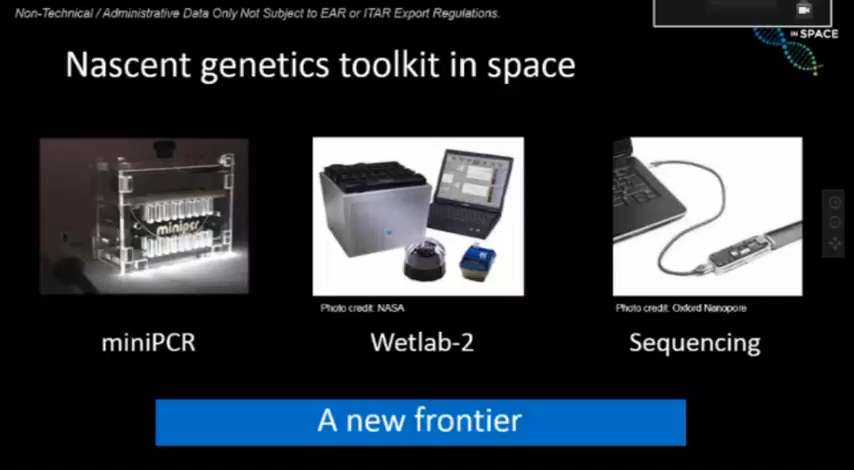 Non-Technical / Administrative Data Only Not Subject to EAR or ITAR Export Regulations.
IN SPACE
Nascent genetics toolkit in space
minipcr
Photo credit: NASA
Photo credit: Oxford Nanopore
miniPCR
Wetlab-2
Sequencing
A new frontier